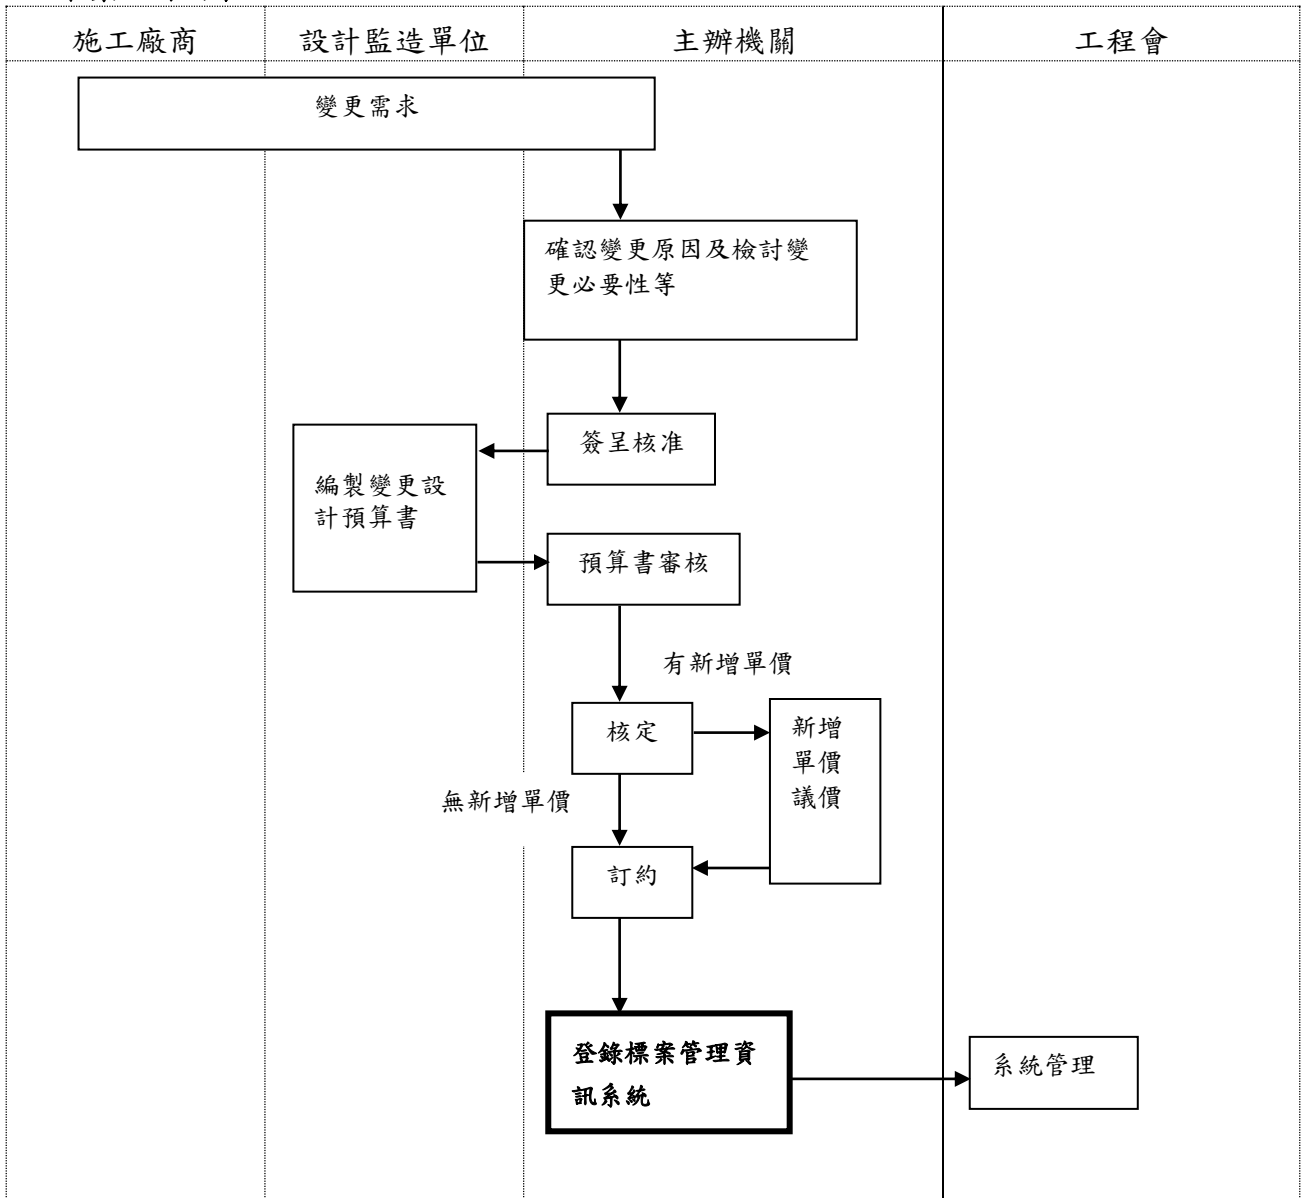 施工廠商
設計監造單位
主辦機關
工程會
變更需求
確認變更原因及檢討變
更必要性等
簽呈核准
編製變更設
計預算書
預算書審核
有新增單價
核定
新增
單價
議價
無新增單價
訂約
登錄標案管理資
訊系統
系統管理